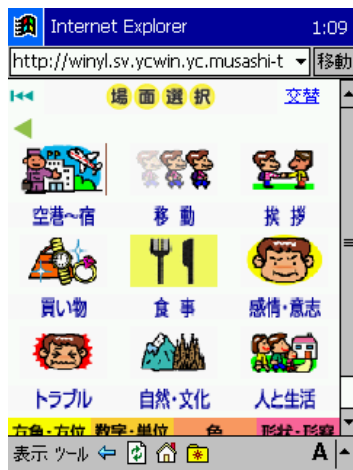 Internet Explorer 1:09
http://winyl.sv.ycwin.yc.musashi-t 移動
場面選択 交替
PP
空港～宿 移動 挨拶
買い物 食事 感情・意志
トラブル 自然・文化 人と生活
方角・方位 数字・単位 色 形状・形容
表示 ツール A